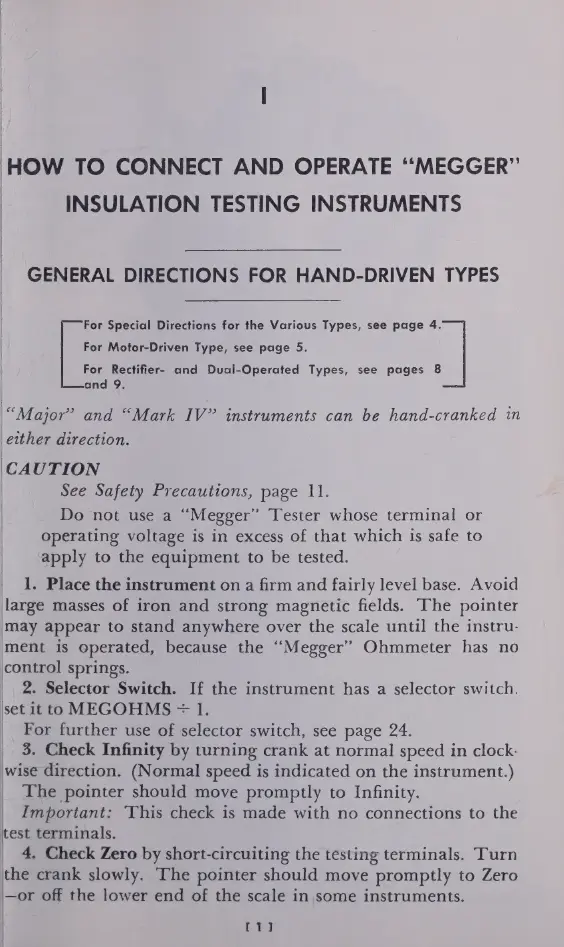 I
HOW TO CONNECT AND OPERATE “MEGGER”
INSULATION TESTING INSTRUMENTS
GENERAL DIRECTIONS FOR HAND-DRIVEN TYPES
For Special Directions for the Various Types, see page 4.
For Motor-Driven Type, see page 5.
For Rectifier- and Dual-Operated Types, see pages 8
and 9.
“Major” and “Mark IV” instruments can be hand-cranked in
either direction.
CAUTION
See Safety Precautions, page 11.
Do not use a “Megger” Tester whose terminal or
operating voltage is in excess of that which is safe to
apply to the equipment to be tested.
1. Place the instrument on a firm and fairly level base. Avoid
large masses of iron and strong magnetic fields. The pointer
may appear to stand anywhere over the scale until the instru-
ment is operated, because the “Megger” Ohmmeter has no
control springs.
2. Selector Switch. If the instrument has a selector switch,
set it to MEGOHMS ÷ 1.
For further use of selector switch, see page 24.
3. Check Infinity by turning crank at normal speed in clock-
wise direction. (Normal speed is indicated on the instrument.)
The pointer should move promptly to Infinity.
Important: This check is made with no connections to the
test terminals.
4. Check Zero by short-circuiting the testing terminals. Turn
the crank slowly. The pointer should move promptly to Zero
—or off the lower end of the scale in some instruments.
[ 1 ]